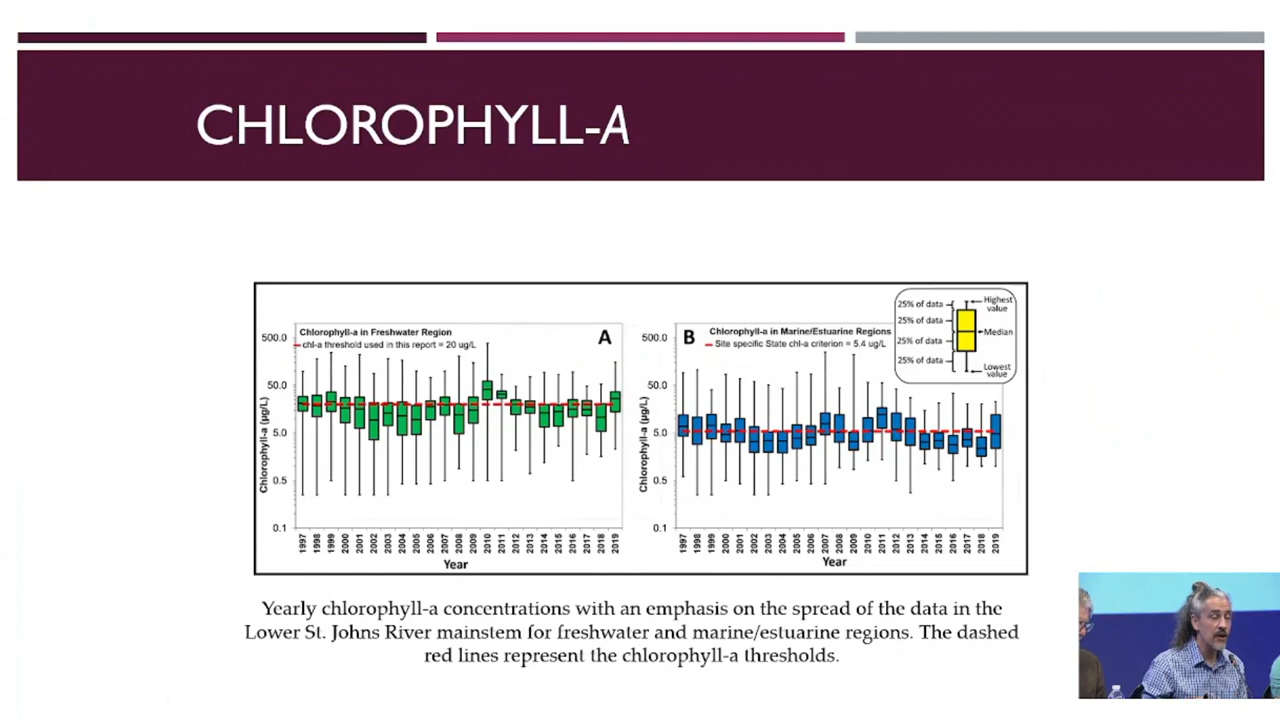 CHLOROPHYLL-A
Chlorophyll-a in Freshwater Region
chl-a threshold used in this report = 20 ug/L
A
500.0
50.0
5.0
0.5
0.1
Chlorophyll-a (µg/L)
1997 1998 1999 2000 2001 2002 2003 2004 2005 2006 2007 2008 2009 2010 2011 2012 2013 2014 2015 2016 2017 2018 2019
Year
B
Chlorophyll-a in Marine/Estuarine Regions
Site specific State chl-a criterion = 5.4 ug/L
500.0
50.0
5.0
0.5
0.1
Chlorophyll-a (µg/L)
1997 1998 1999 2000 2001 2002 2003 2004 2005 2006 2007 2008 2009 2010 2011 2012 2013 2014 2015 2016 2017 2018 2019
Year
25% of data
25% of data
25% of data
25% of data
Highest
value
Median
Lowest
value
Yearly chlorophyll-a concentrations with an emphasis on the spread of the data in the
Lower St. Johns River mainstem for freshwater and marine/estuarine regions. The dashed
red lines represent the chlorophyll-a thresholds.